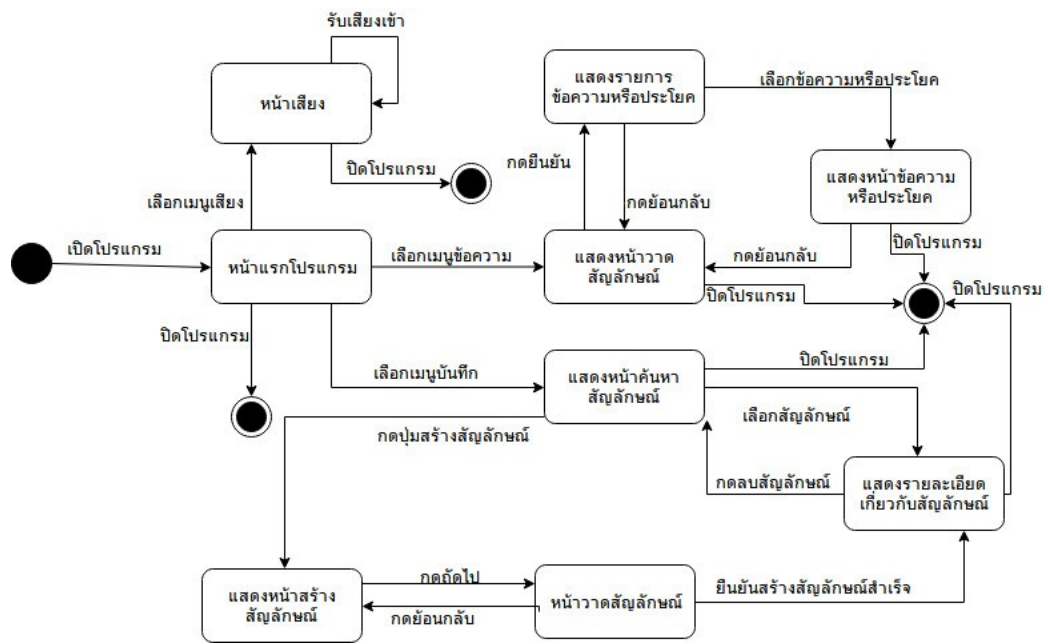 รับเสียงเข้า
หน้าเสียง
แสดงรายการ
ข้อความหรือประโยค
เลือกข้อความหรือประโยค
กดยืนยัน
ปิดโปรแกรม
แสดงหน้าข้อความ
หรือประโยค
เลือกเมนูเสียง
กดย้อนกลับ
เปิดโปรแกรม
หน้าแรกโปรแกรม
เลือกเมนูข้อความ
แสดงหน้าวาด
สัญลักษณ์
กดย้อนกลับ
ปิดโปรแกรม
ปิดโปรแกรม
ปิดโปรแกรม
ปิดโปรแกรม
เลือกเมนูบันทึก
แสดงหน้าค้นหา
สัญลักษณ์
ปิดโปรแกรม
เลือกสัญลักษณ์
กดปุ่มสร้างสัญลักษณ์
กดลบสัญลักษณ์
แสดงรายละเอียด
เกี่ยวกับสัญลักษณ์
แสดงหน้าสร้าง
สัญลักษณ์
กดถัดไป
กดย้อนกลับ
หน้าวาดสัญลักษณ์
ยืนยันสร้างสัญลักษณ์สำเร็จ